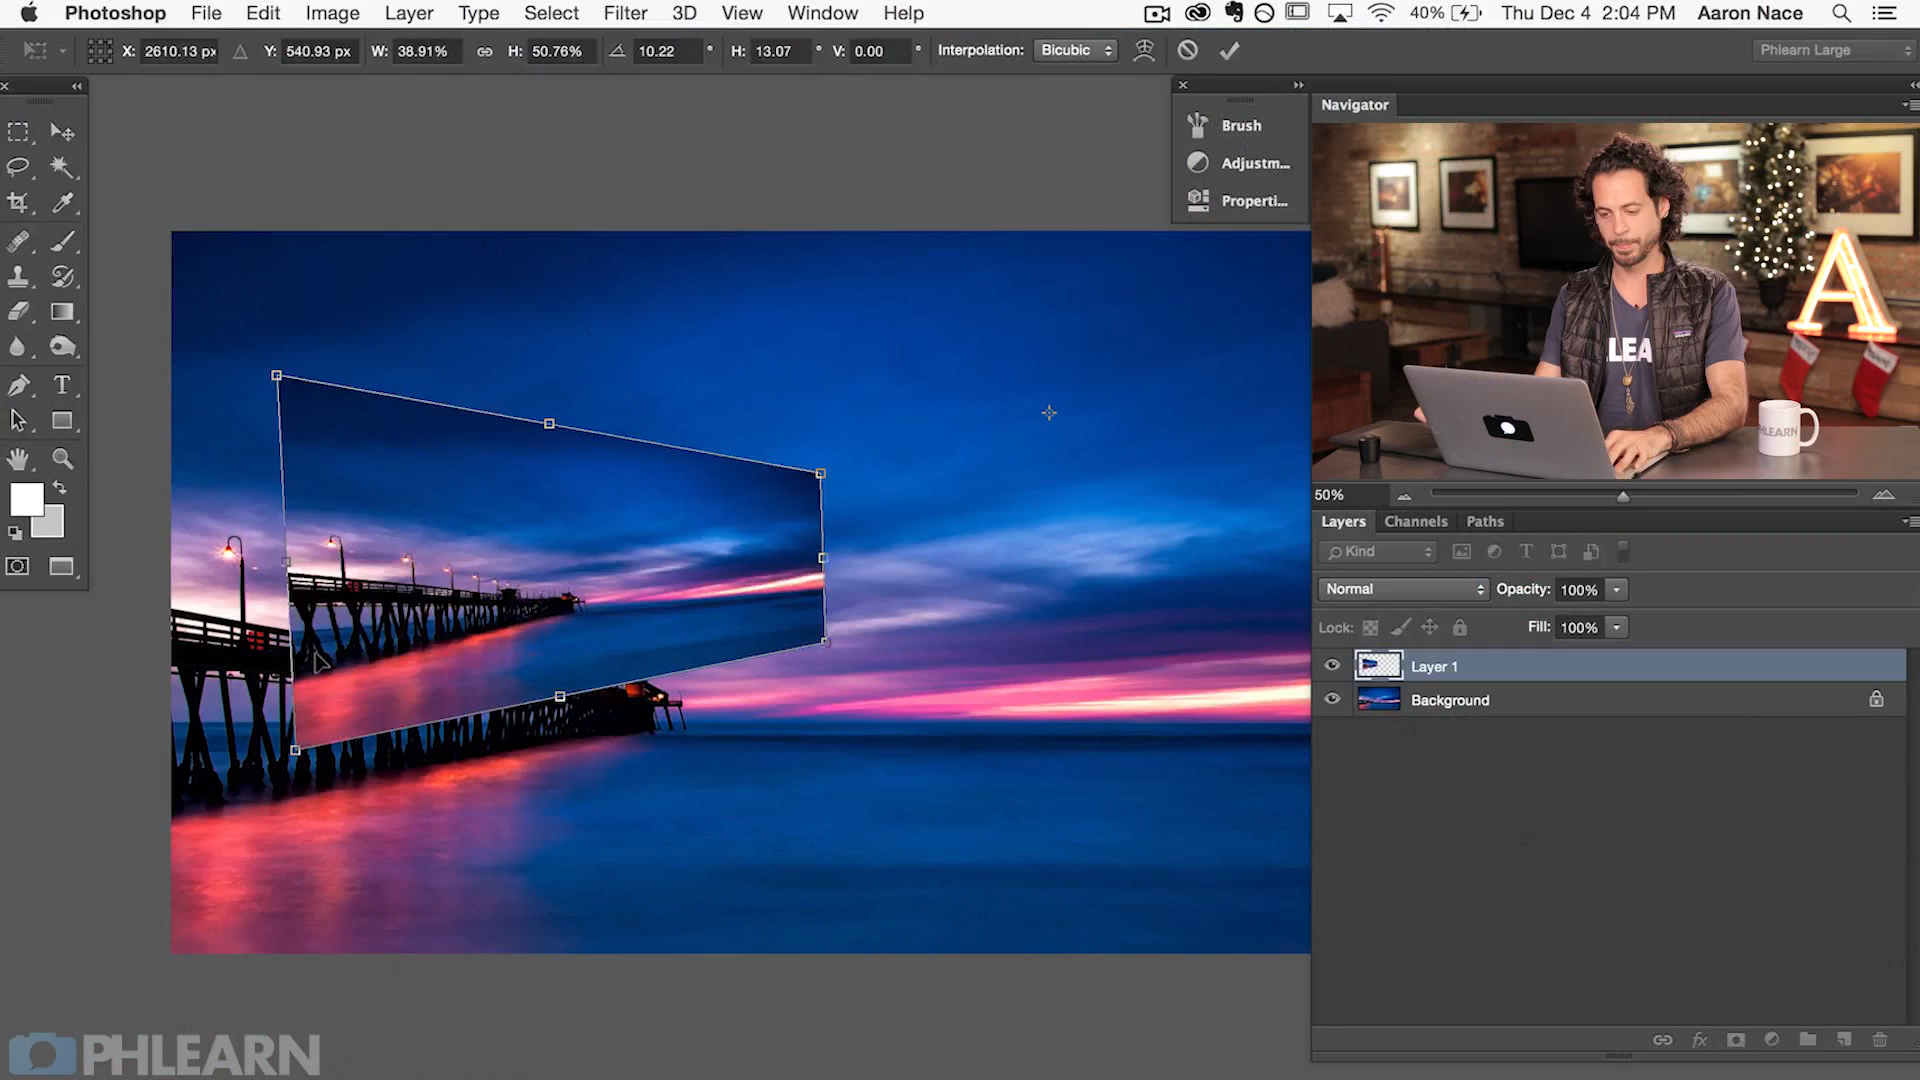 Photoshop File Edit Image Layer Type Select Filter 3D View Window Help 40% Thu Dec 4 2:04 PM Aaron Nace
X: 2610.13 px Y: 540.93 px W: 38.91% H: 50.76% 10.22 ° H: 13.07 ° V: 0.00 ° Interpolation: Bicubic Phlearn Large
Navigator
Brush
Adjustm...
Properti...
A
LEA
PHLEARN
50%
Layers Channels Paths
Kind
Normal Opacity: 100%
Lock: Fill: 100%
Layer 1
Background
fx
PHLEARN